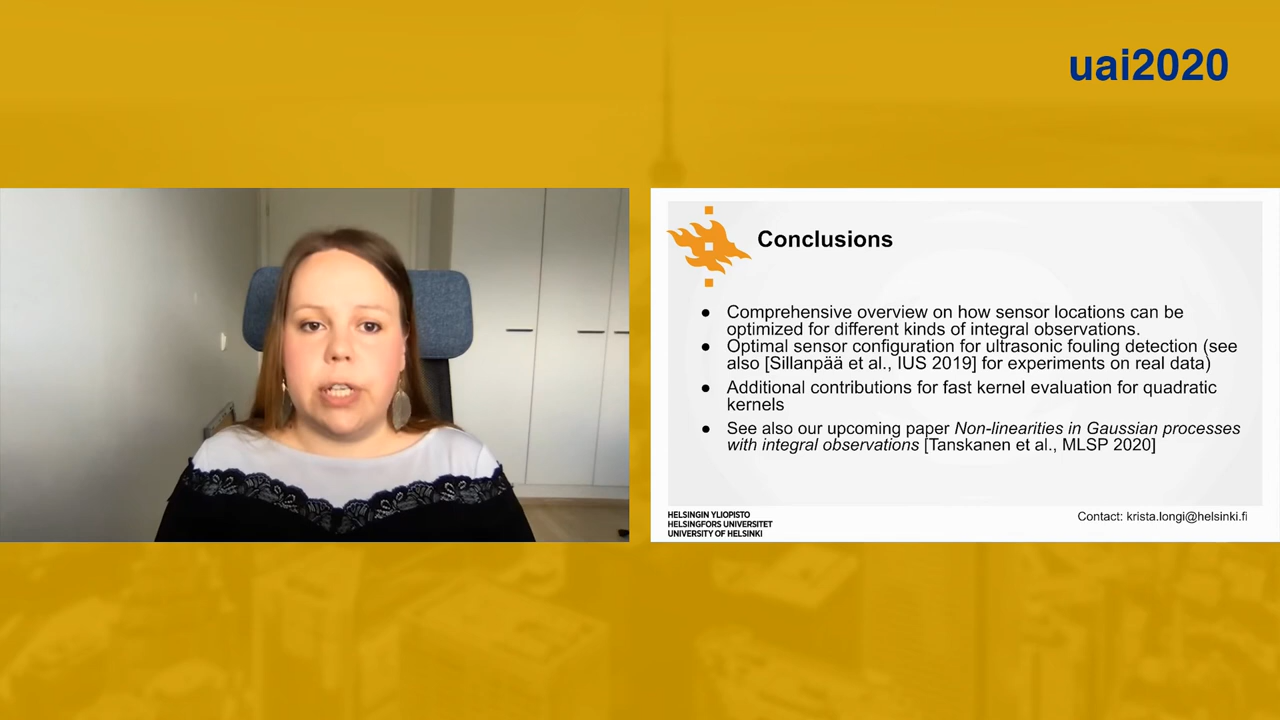 uai2020
Conclusions
● Comprehensive overview on how sensor locations can be
optimized for different kinds of integral observations.
● Optimal sensor configuration for ultrasonic fouling detection (see
also [Sillanpää et al., IUS 2019] for experiments on real data)
● Additional contributions for fast kernel evaluation for quadratic
kernels
● See also our upcoming paper Non-linearities in Gaussian processes
with integral observations [Tanskanen et al., MLSP 2020]
HELSINGIN YLIOPISTO
HELSINGFORS UNIVERSITET
UNIVERSITY OF HELSINKI
Contact: krista.longi@helsinki.fi